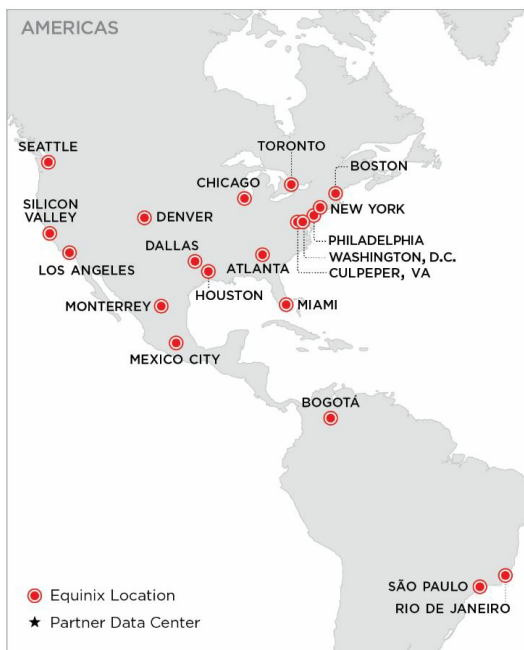 AMERICAS
SEATTLE
TORONTO
BOSTON
CHICAGO
SILICON
VALLEY
NEW YORK
DENVER
PHILADELPHIA
DALLAS
WASHINGTON, D.C.
LOS ANGELES
ATLANTA
CULPEPER, VA
HOUSTON
MONTERREY
MIAMI
MEXICO CITY
BOGOTÁ
SÃO PAULO
RIO DE JANEIRO
Equinix Location
Partner Data Center